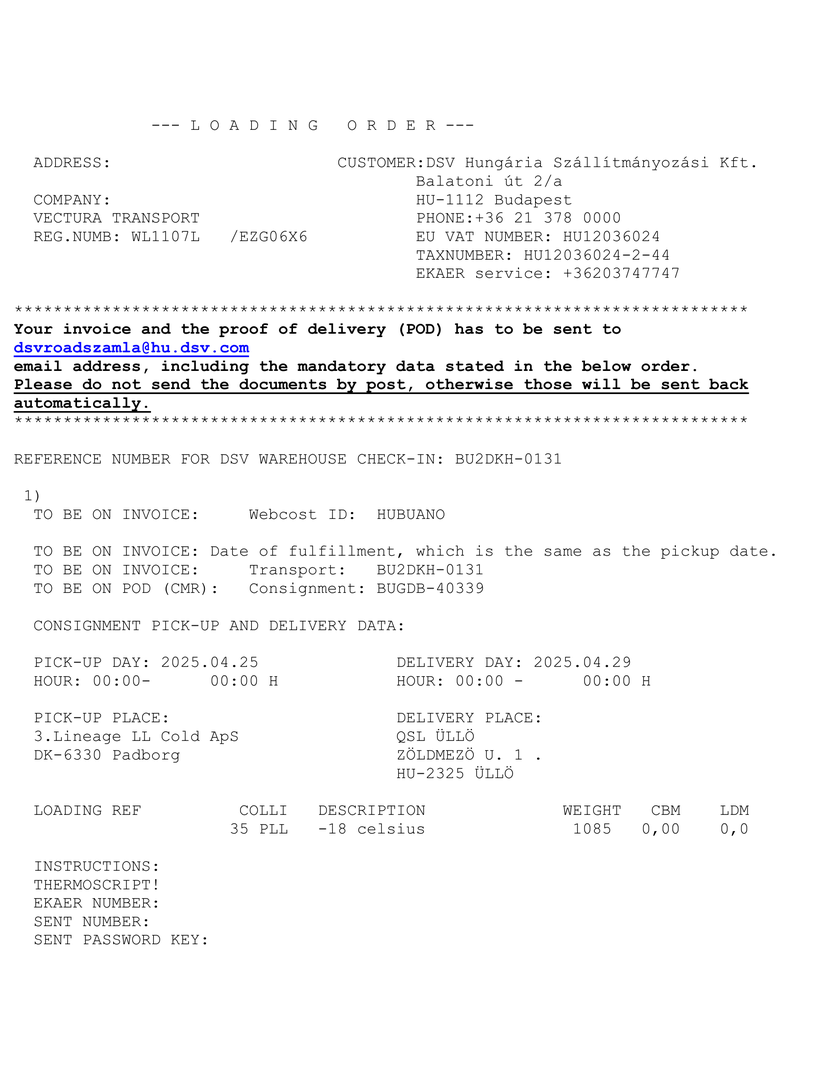 --- L O A D I N G   O R D E R ---
ADDRESS:   CUSTOMER:DSV Hungária Szállítmányozási Kft.
Balatoni út 2/a
COMPANY:   HU-1112 Budapest
VECTURA TRANSPORT   PHONE:+36 21 378 0000
REG.NUMB: WL1107L   /EZG06X6   EU VAT NUMBER: HU12036024
TAXNUMBER: HU12036024-2-44
EKAER service: +36203747747
***************************************************************************
Your invoice and the proof of delivery (POD) has to be sent to
dsvroadszamla@hu.dsv.com
email address, including the mandatory data stated in the below order.
Please do not send the documents by post, otherwise those will be sent back
automatically.
***************************************************************************
REFERENCE NUMBER FOR DSV WAREHOUSE CHECK-IN: BU2DKH-0131
1)
TO BE ON INVOICE:   Webcost ID:   HUBUANO
TO BE ON INVOICE: Date of fulfillment, which is the same as the pickup date.
TO BE ON INVOICE:   Transport:   BU2DKH-0131
TO BE ON POD (CMR):   Consignment: BUGDB-40339
CONSIGNMENT PICK-UP AND DELIVERY DATA:
PICK-UP DAY: 2025.04.25   DELIVERY DAY: 2025.04.29
HOUR: 00:00-   00:00 H   HOUR: 00:00 -   00:00 H
PICK-UP PLACE:   DELIVERY PLACE:
3.Lineage LL Cold ApS   QSL ÜLLÖ
DK-6330 Padborg   ZÖLDMEZÖ U. 1 .
HU-2325 ÜLLÖ
LOADING REF   COLLI   DESCRIPTION   WEIGHT   CBM   LDM
35 PLL   -18 celsius   1085   0,00   0,0
INSTRUCTIONS:
THERMOSCRIPT!
EKAER NUMBER:
SENT NUMBER:
SENT PASSWORD KEY: